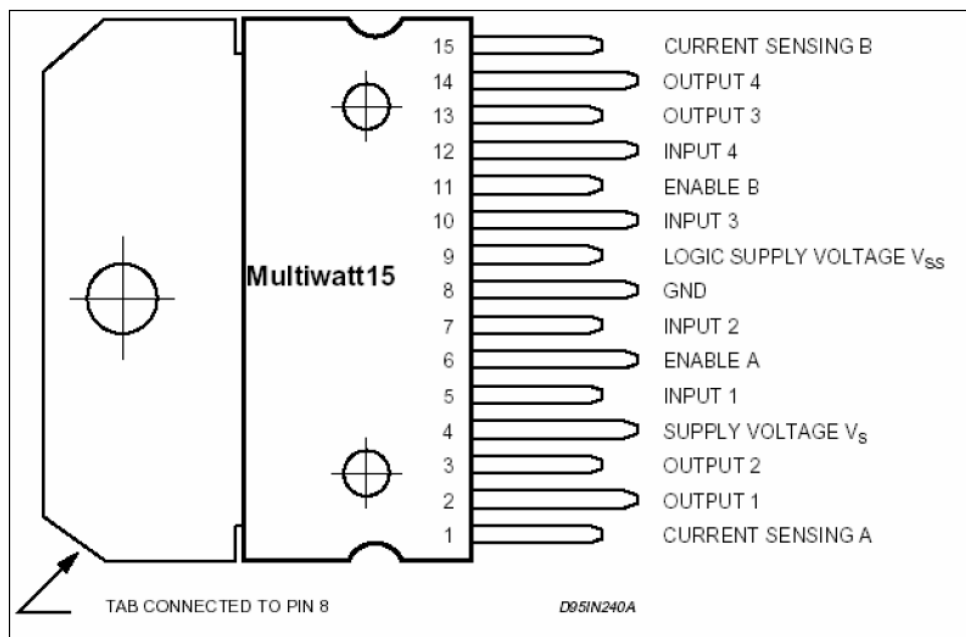 15 CURRENT SENSING B
14 OUTPUT 4
13 OUTPUT 3
12 INPUT 4
11 ENABLE B
10 INPUT 3
9 LOGIC SUPPLY VOLTAGE VSS
8 GND
Multiwatt15
7 INPUT 2
6 ENABLE A
5 INPUT 1
4 SUPPLY VOLTAGE VS
3 OUTPUT 2
2 OUTPUT 1
1 CURRENT SENSING A
TAB CONNECTED TO PIN 8
D95IN240A